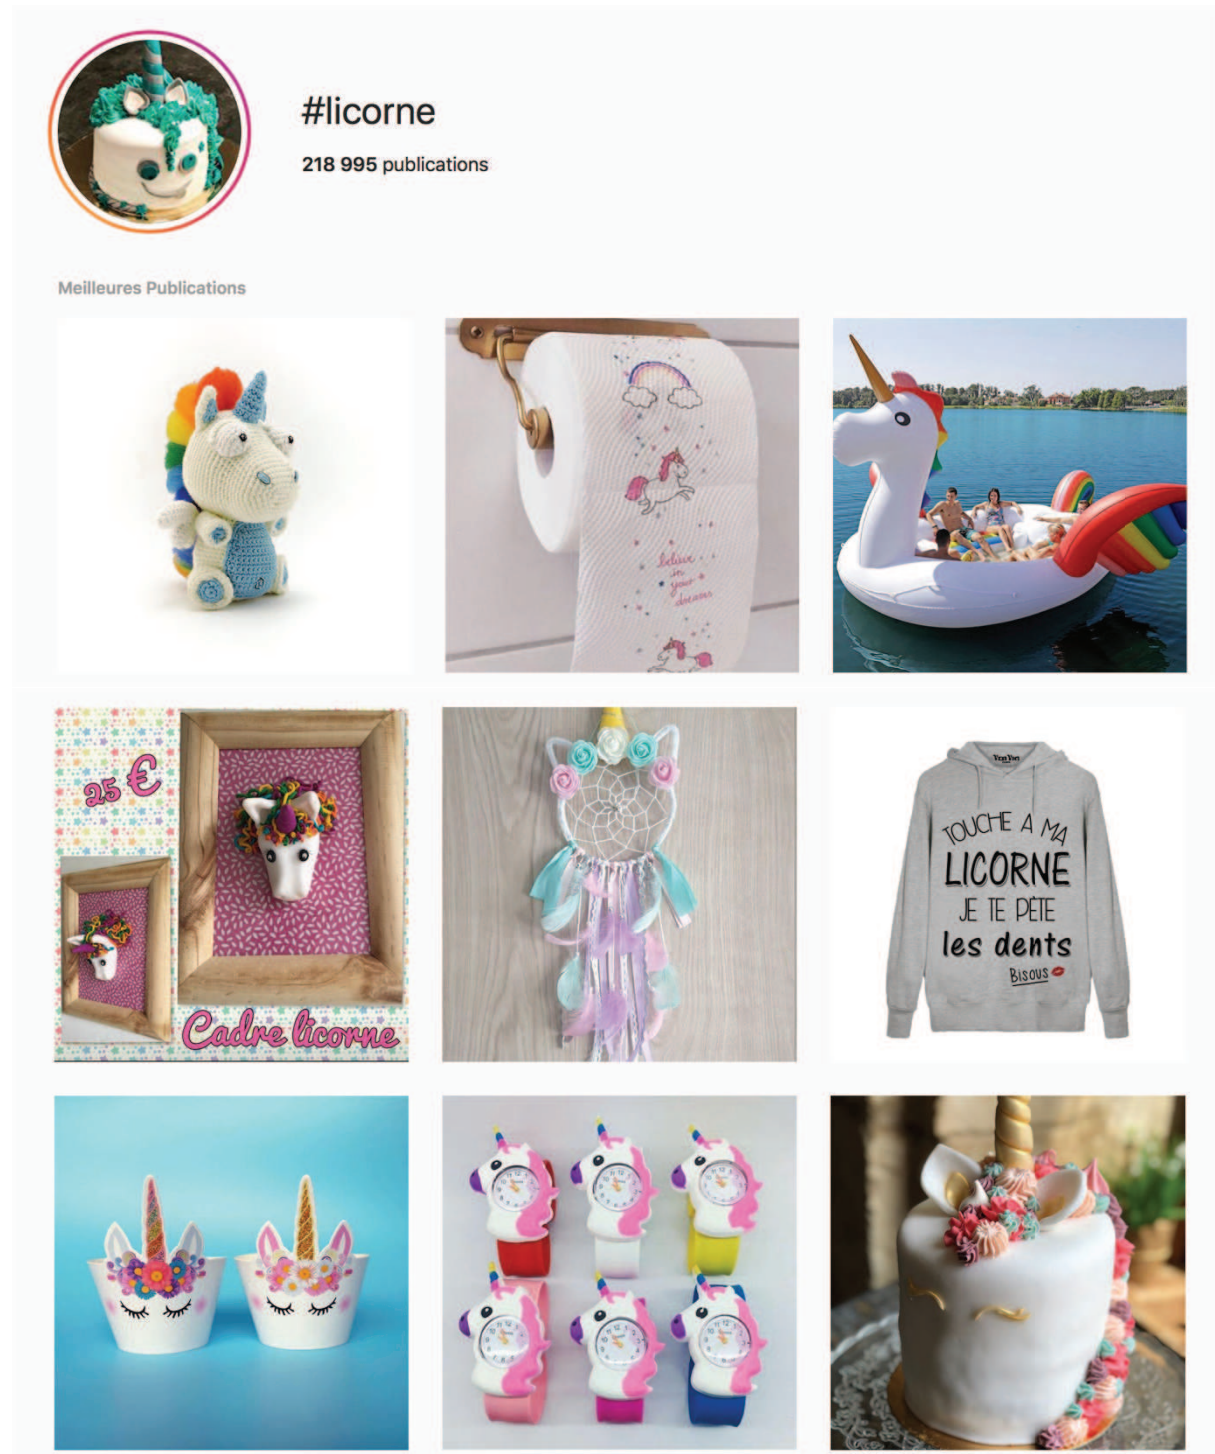 #licorne
218 995 publications
Meilleures Publications
believe
in
your
dreams
25 €
Cadre licorne
TOUCHE A MA
LICORNE
JE TE PÉTE
les dents
Bisous